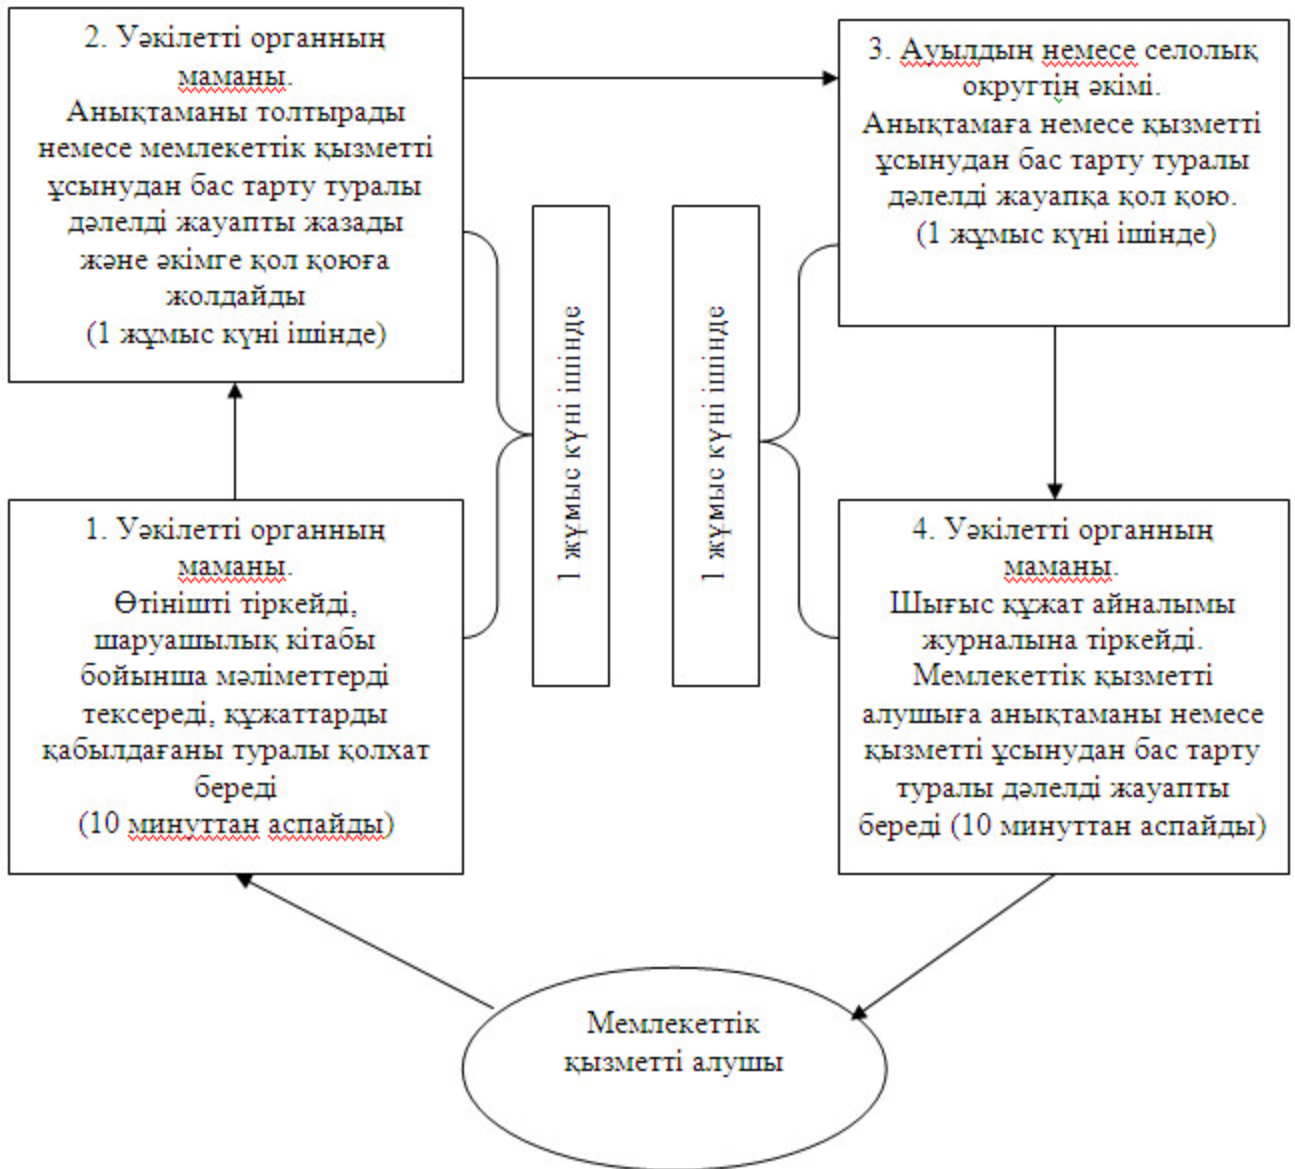 2. Уәкілетті органның
маманы.
Анықтаманы толтырады
немесе мемлекеттік қызметті
ұсынудан бас тарту туралы
дәлелді жауапты жазады
және әкімге қол қоюға
жолдайды
(1 жұмыс күні ішінде)
3. Ауылдың немесе селолық
округтің әкімі.
Анықтамаға немесе қызметті
ұсынудан бас тарту туралы
дәлелді жауапқа қол қою.
(1 жұмыс күні ішінде)
1 жұмыс күні ішінде
1 жұмыс күні ішінде
1. Уәкілетті органның
маманы.
Өтінішті тіркейді,
шаруашылық кітабы
бойынша мәліметтерді
тексереді, құжаттарды
қабылдағаны туралы қолхат
береді
(10 минуттан аспайды)
4. Уәкілетті органның
маманы.
Шығыс құжат айналымы
журналына тіркейді.
Мемлекеттік қызметті
алушыға анықтаманы немесе
қызметті ұсынудан бас тарту
туралы дәлелді жауапты
береді (10 минуттан аспайды)
Мемлекеттік
қызметті алушы